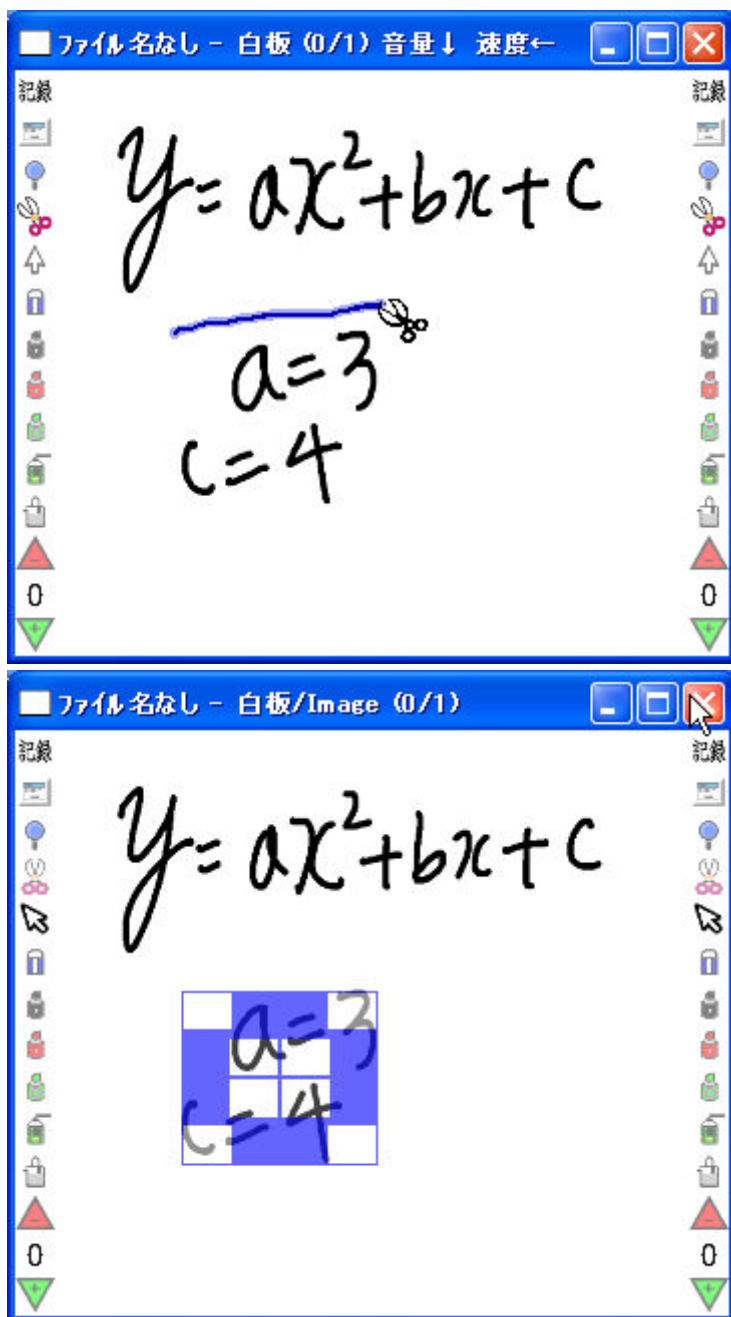 ファイル名なし - 白板 (0/1) 音量↓ 速度←
記録 記録
y=ax²+bx+c
a=3
c=4
0 0
ファイル名なし - 白板/Image (0/1)
記録 記録
y=ax²+bx+c
a=3
c=4
0 0